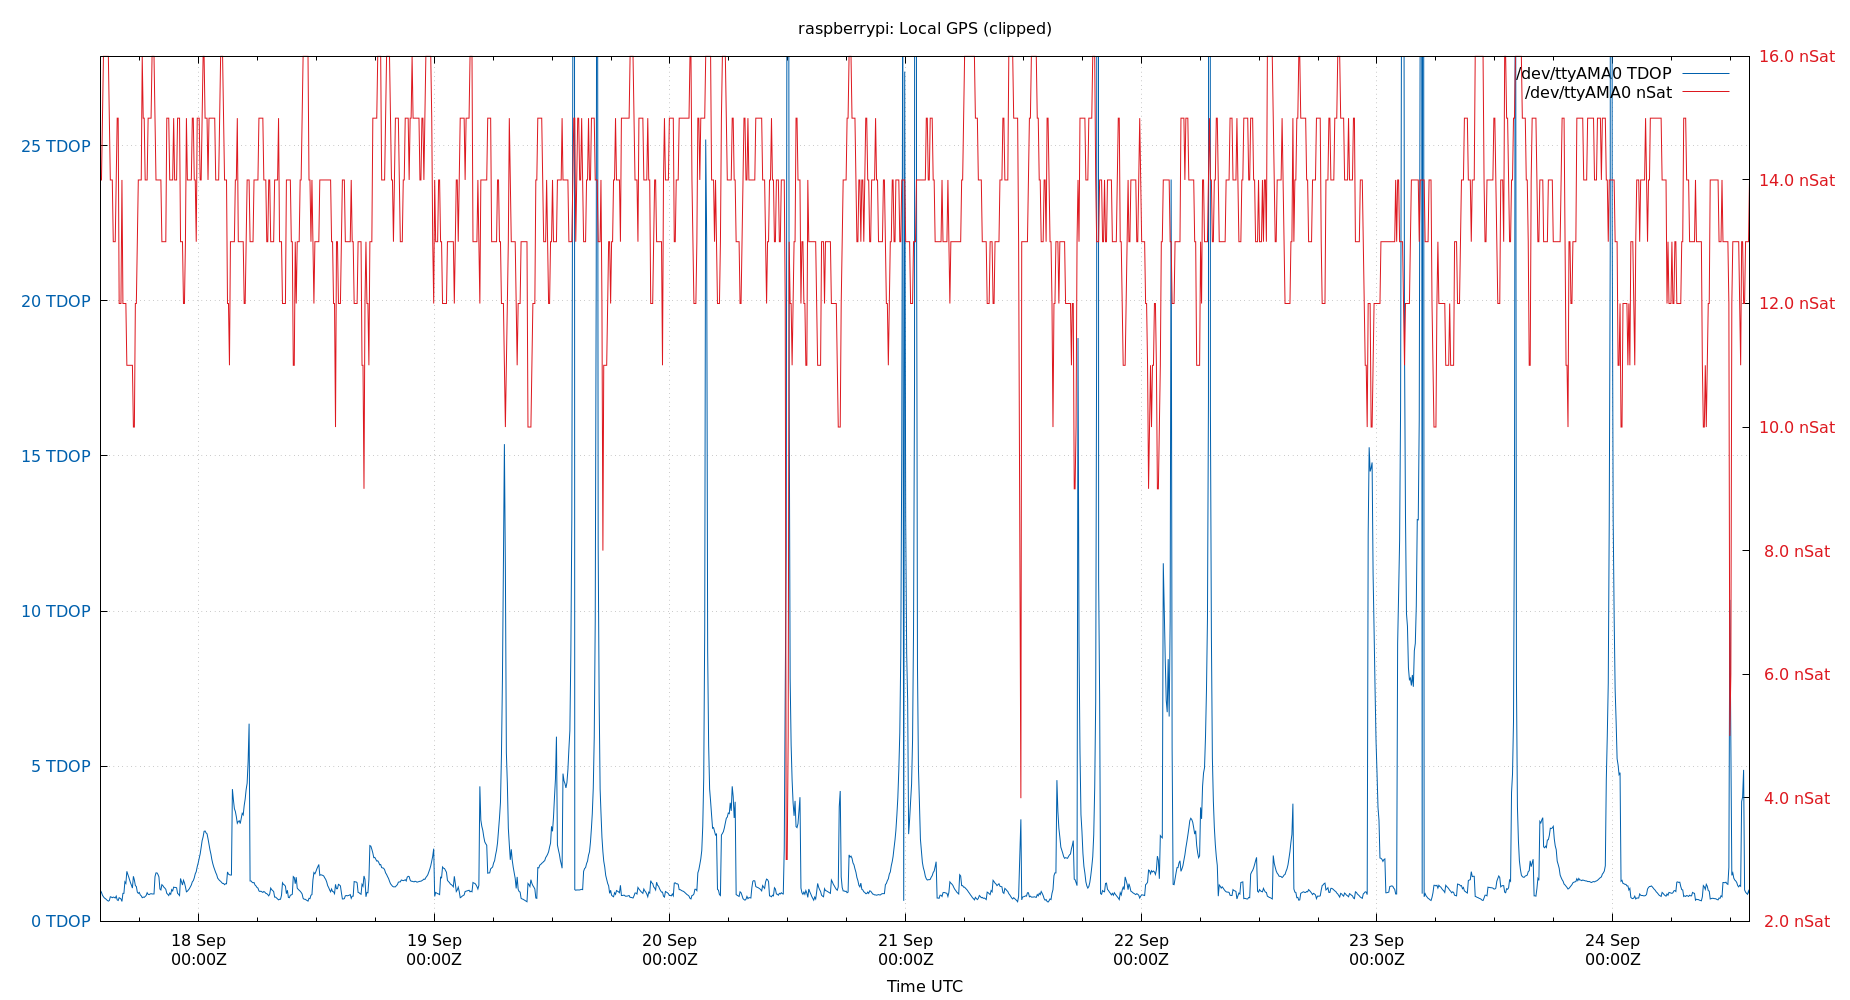 raspberrypi: Local GPS (clipped)
16.0 nSat
/dev/ttyAMA0 TDOP
/dev/ttyAMA0 nSat
25 TDOP
14.0 nSat
20 TDOP
12.0 nSat
15 TDOP
10.0 nSat
8.0 nSat
10 TDOP
6.0 nSat
5 TDOP
4.0 nSat
0 TDOP
2.0 nSat
18 Sep
00:00Z
19 Sep
00:00Z
20 Sep
00:00Z
21 Sep
00:00Z
22 Sep
00:00Z
23 Sep
00:00Z
24 Sep
00:00Z
Time UTC